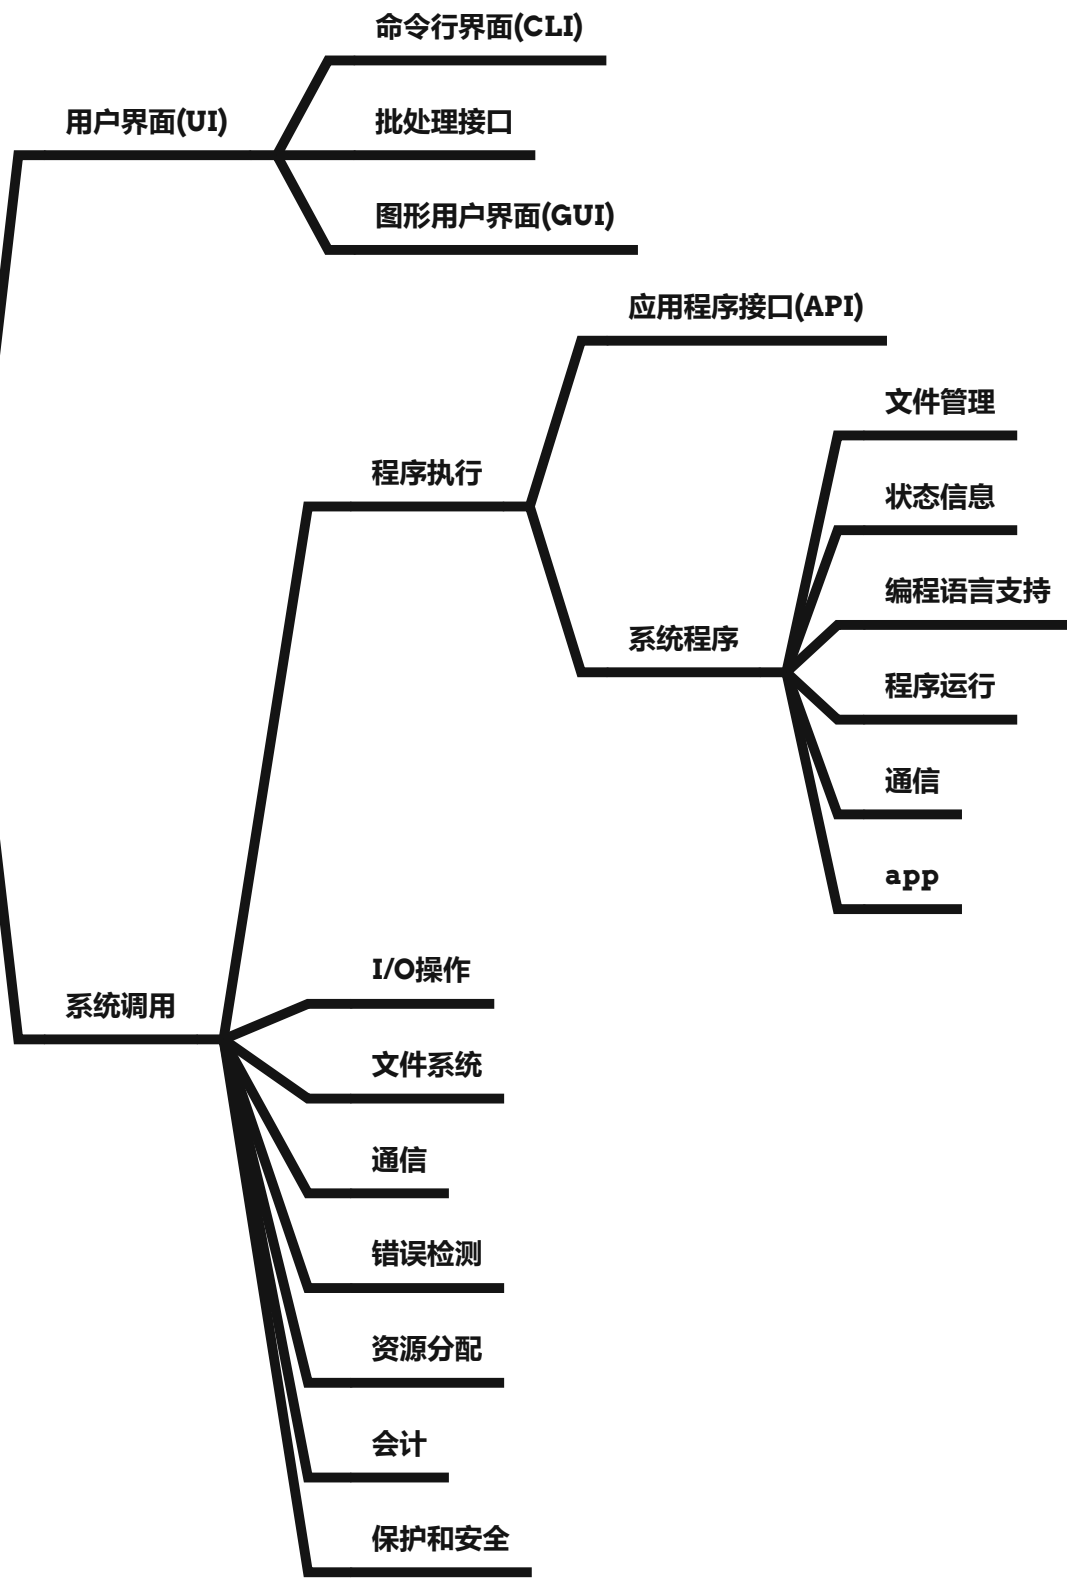 命令行界面(CLI)
用户界面(UI)
批处理接口
图形用户界面(GUI)
应用程序接口(API)
文件管理
程序执行
状态信息
编程语言支持
系统程序
程序运行
通信
app
I/O操作
系统调用
文件系统
通信
错误检测
资源分配
会计
保护和安全